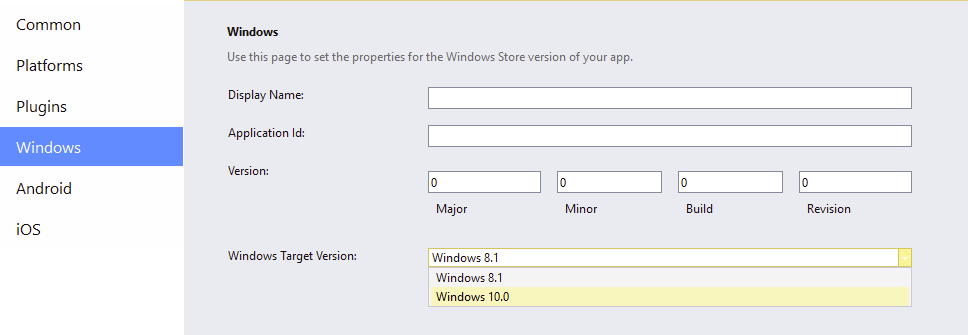 Common
Platforms
Plugins
Windows
Android
iOS
Windows
Use this page to set the properties for the Windows Store version of your app.
Display Name:
Application Id:
Version:
0 0 0 0
Major Minor Build Revision
Windows Target Version: Windows 8.1
Windows 8.1
Windows 10.0